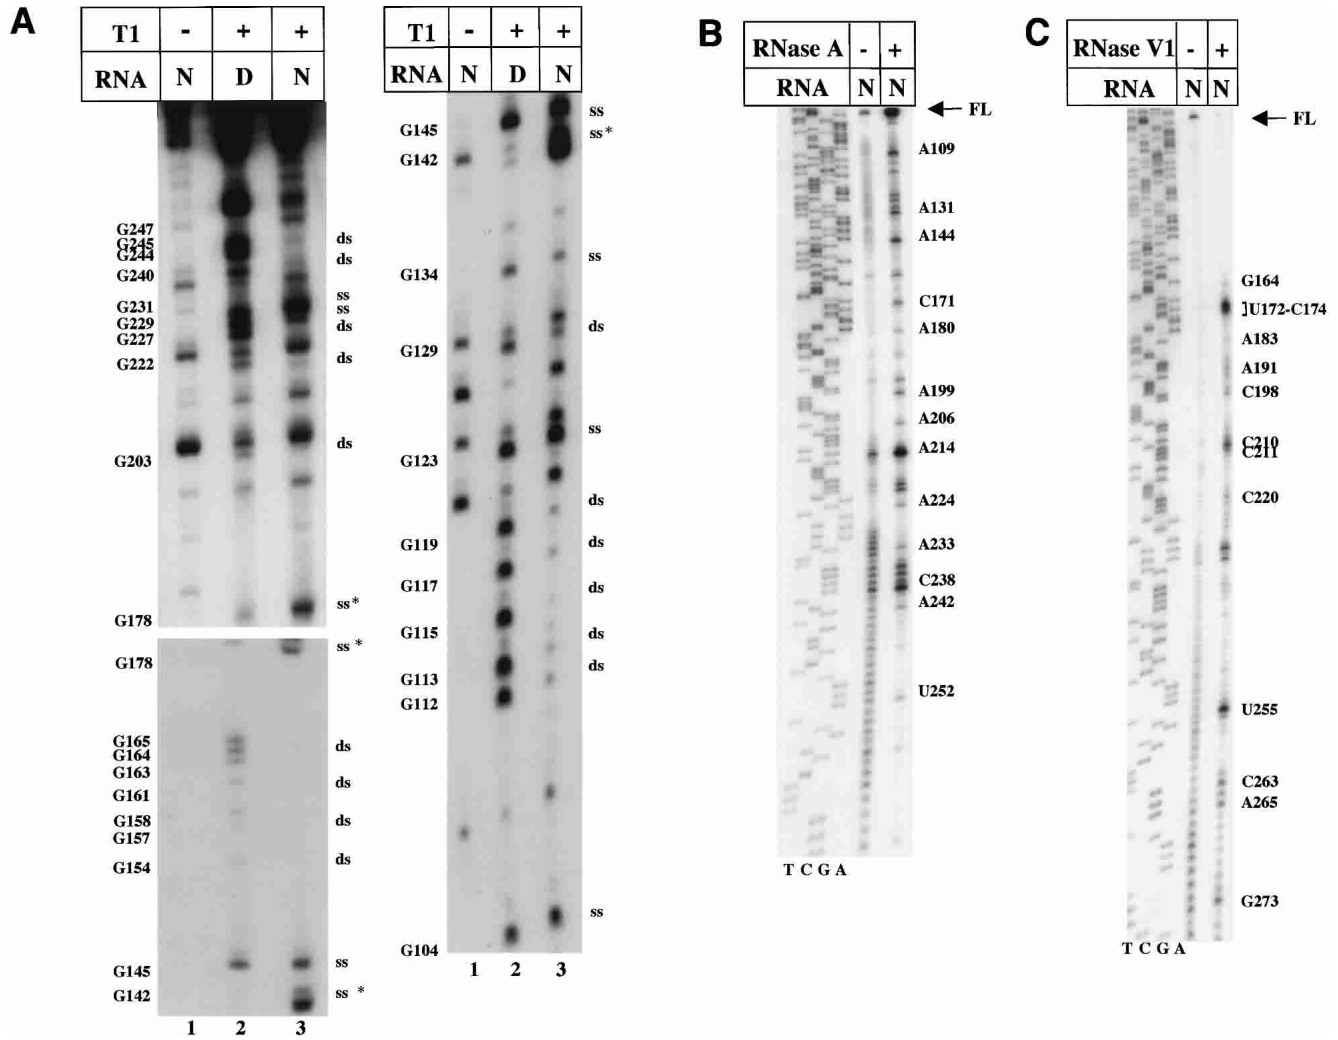 A
T1 - + +
RNA N D N
G247
G245
G244
G240
G231
G229
G227
G222
G203
G178
ds
ds
ss
ss
ds
ds
ds
ss*
G178
G165
G164
G163
G161
G158
G157
G154
G145
G142
ss *
ds
ds
ds
ds
ss
ss *
1 2 3
T1 - + +
RNA N D N
G145
G142
G134
G129
G123
G119
G117
G115
G113
G112
G104
ss
ss*
ss
ds
ss
ds
ds
ds
ds
ds
ss
1 2 3
B
RNase A - +
RNA N N
FL
A109
A131
A144
C171
A180
A199
A206
A214
A224
A233
C238
A242
U252
T C G A
C
RNase V1 - +
RNA N N
FL
G164
]U172-C174
A183
A191
C198
C210
C211
C220
U255
C263
A265
G273
T C G A